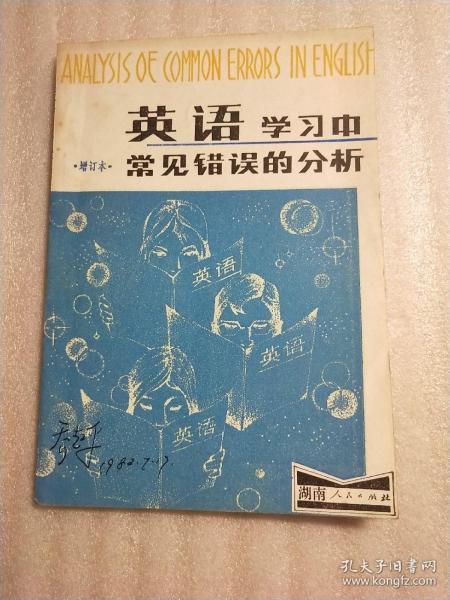 ANALYSIS OF COMMON ERRORS IN ENGLISH
英语 学习中
•增订本• 常见错误的分析
英语
英语
英语
1982.7.17.
湖南人民出版社
孔夫子旧书网
www.kongfz.com